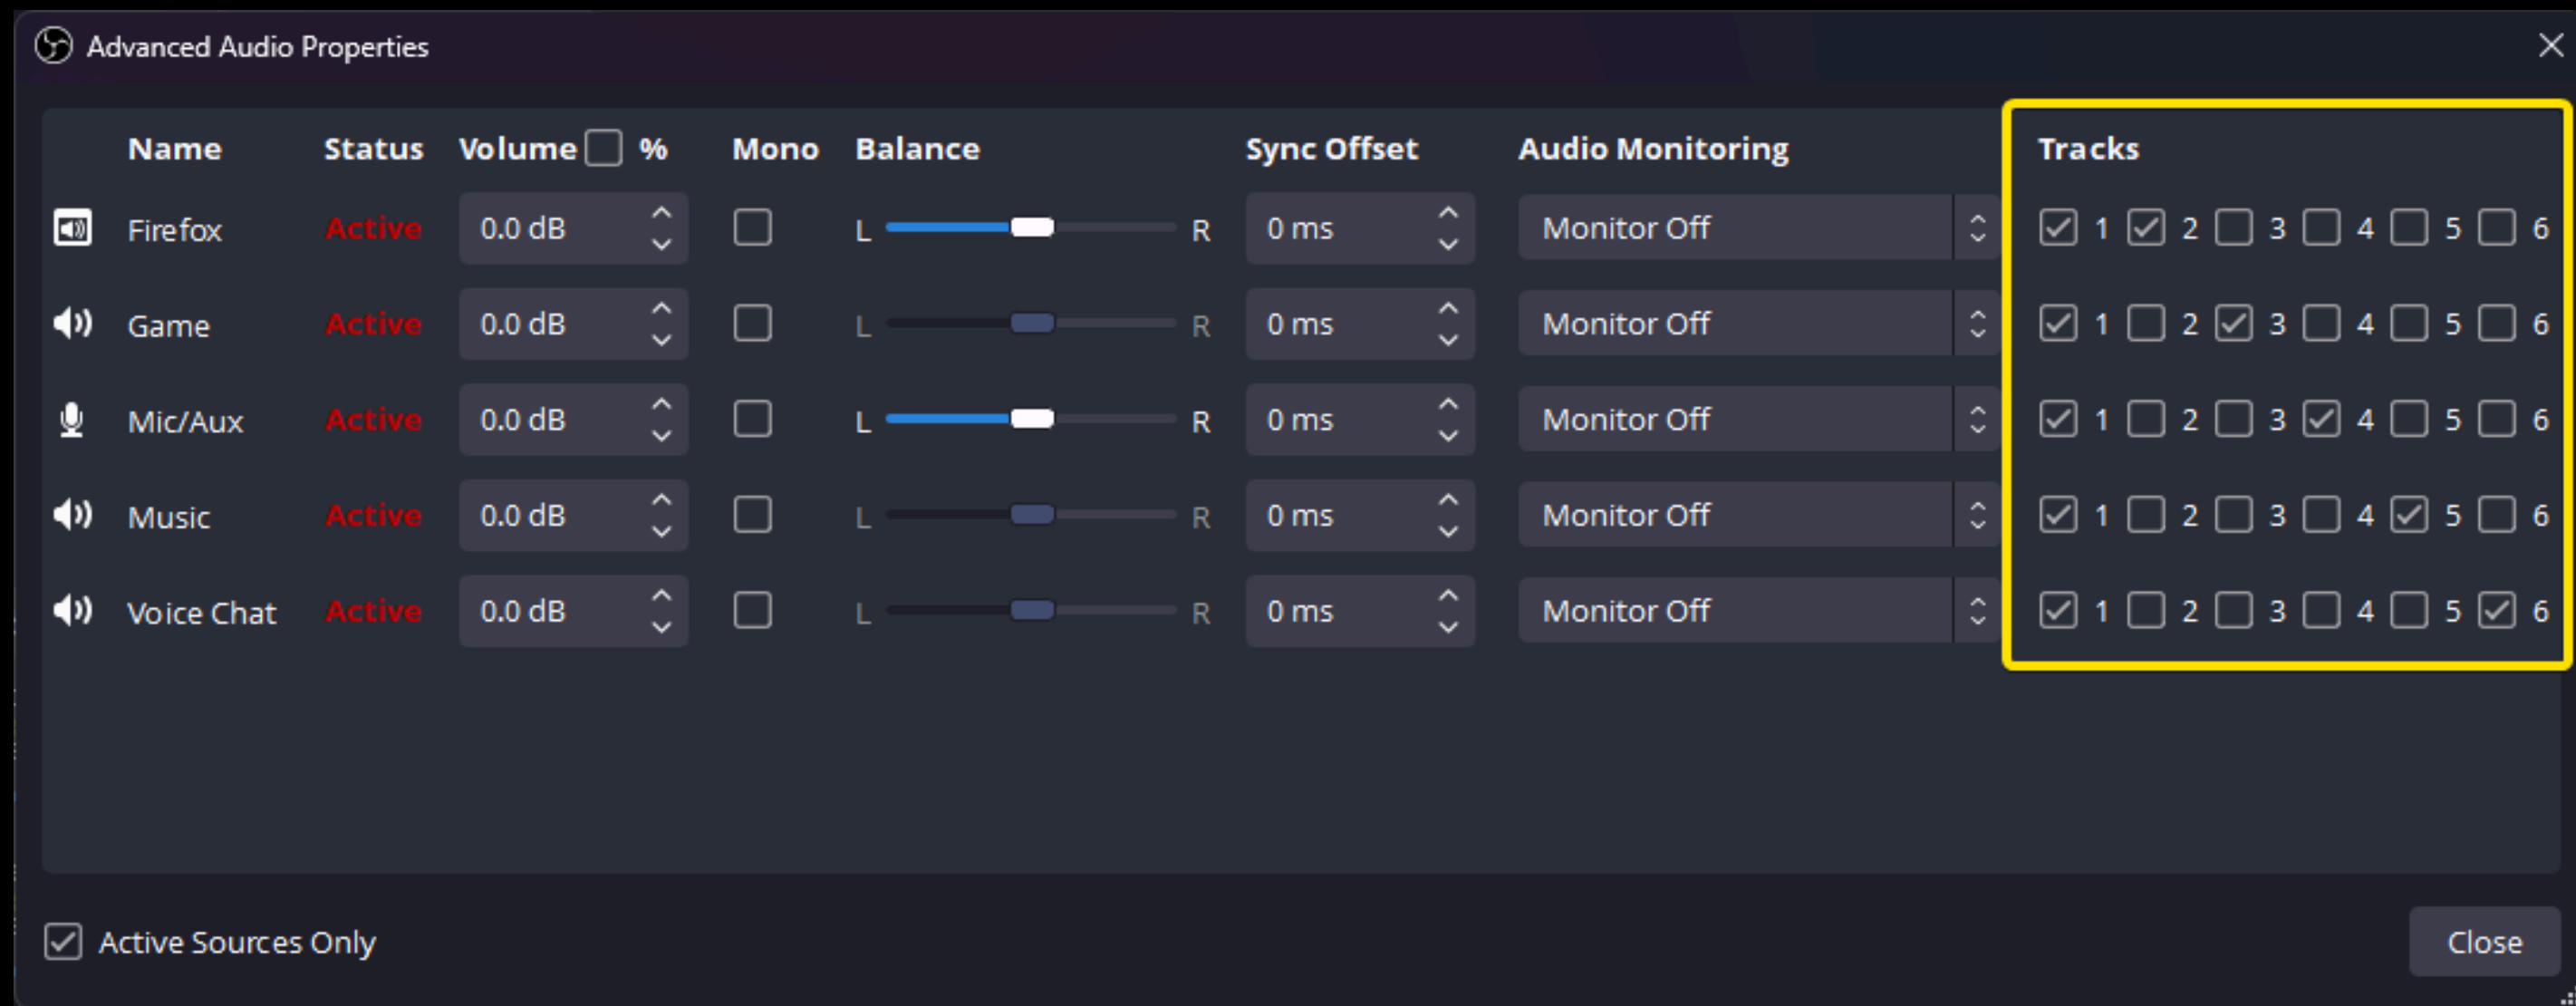 Advanced Audio Properties
Name Status Volume % Mono Balance Sync Offset Audio Monitoring Tracks
Firefox Active 0.0 dB L R 0 ms Monitor Off 1 2 3 4 5 6
Game Active 0.0 dB L R 0 ms Monitor Off 1 2 3 4 5 6
Mic/Aux Active 0.0 dB L R 0 ms Monitor Off 1 2 3 4 5 6
Music Active 0.0 dB L R 0 ms Monitor Off 1 2 3 4 5 6
Voice Chat Active 0.0 dB L R 0 ms Monitor Off 1 2 3 4 5 6
Active Sources Only Close